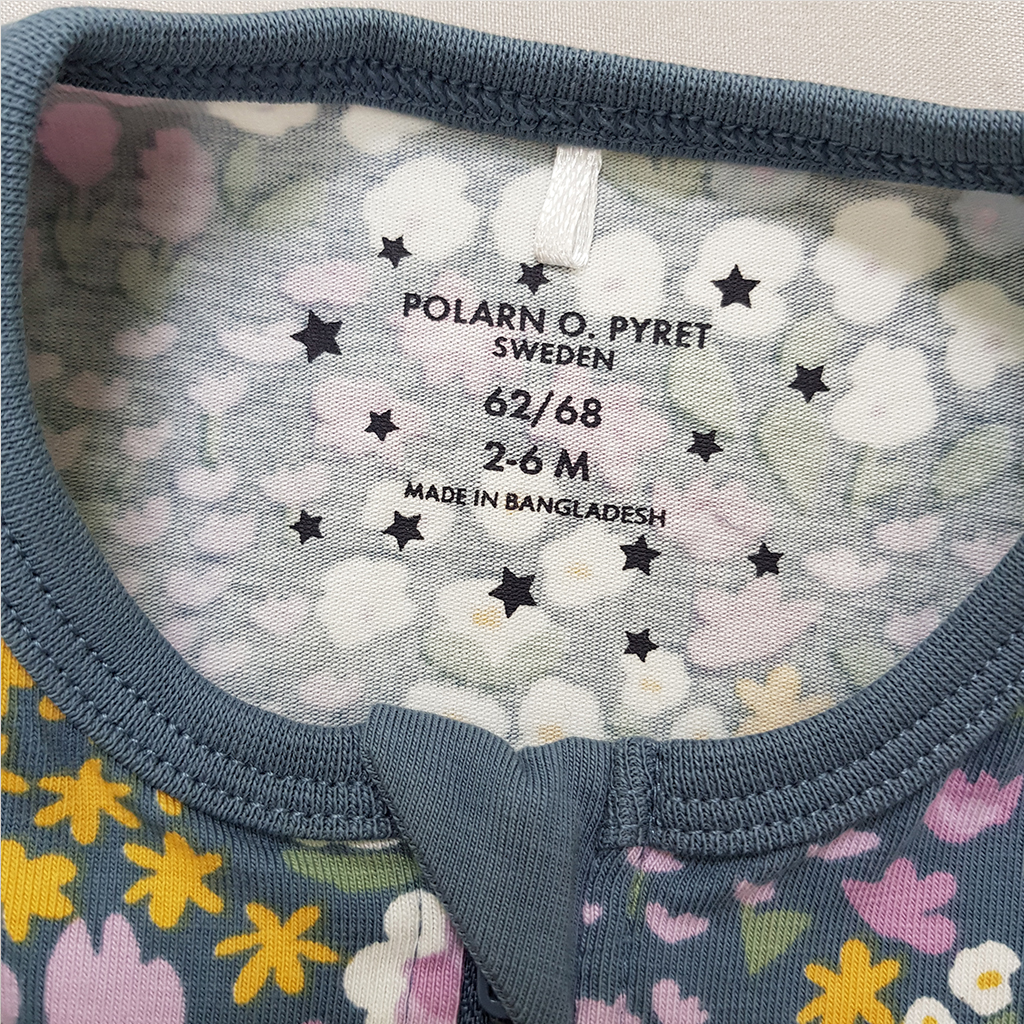 POLARN O. PYRET
SWEDEN
62/68
2-6 M
MADE IN BANGLADESH